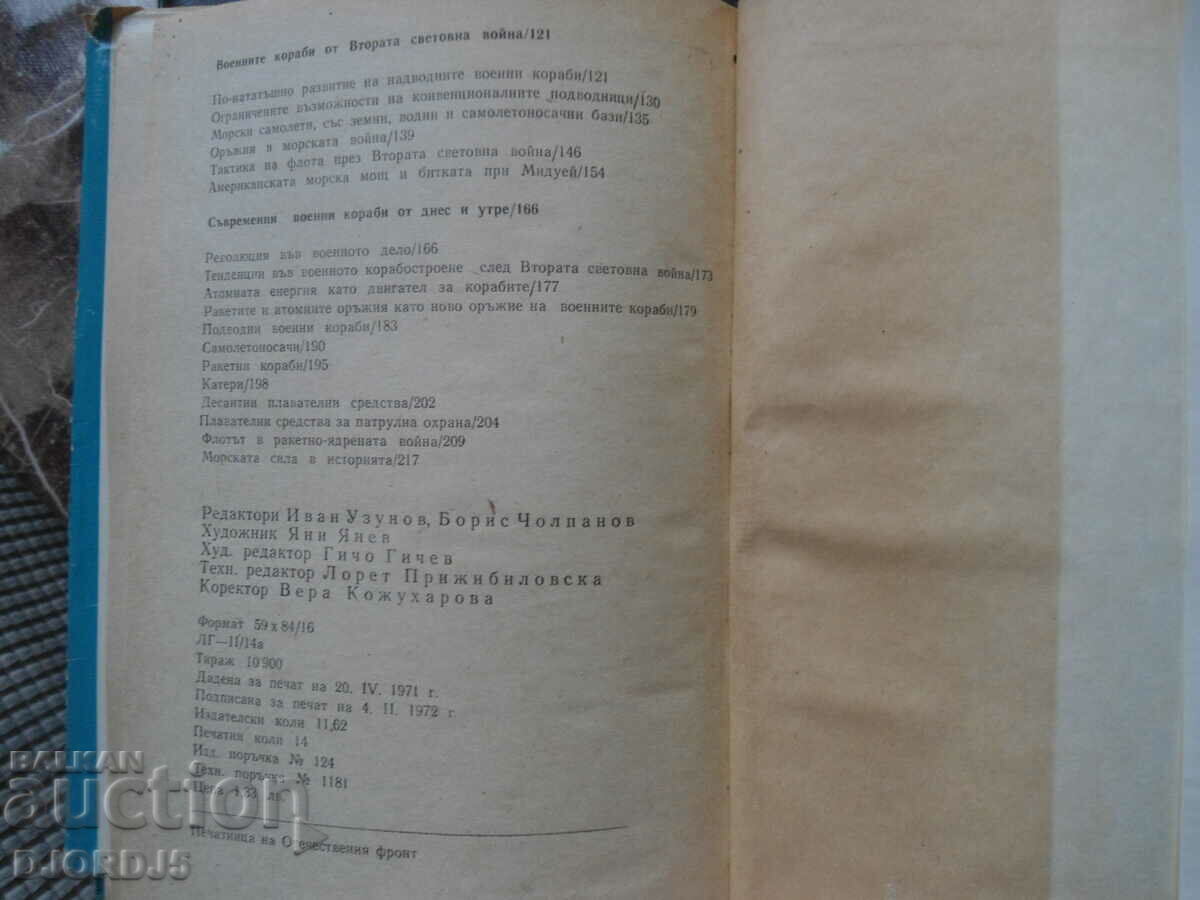 Военните кораби от Втората световна война/121
По-нататъшно развитие на надводните военни кораби/121
Ограничените възможности на конвенционалните подводници/130
Морски самолети, със земни, водни и самолетоносачни бази/135
Оръжия в морската война/139
Тактика на флота през Втората световна война/146
Американската морска мощ и битката при Мидуей/154
Съвременни военни кораби от днес и утре/166
Революция във военното дело/166
Тенденции във военното корабостроене след Втората световна война/173
Атомната енергия като двигател за корабите/177
Ракетите и атомните оръжия като ново оръжие на военните кораби/179
Подводни военни кораби/183
Самолетоносачи/190
Ракетни кораби/195
Катери/198
Десантни плавателни средства/202
Плавателни средства за патрулна охрана/204
Флотът в ракетно-ядрената война/209
Морската сила в историята/217
Редактори Иван Узунов, Борис Чолпанов
Художник Яни Янев
Худ. редактор Гичо Гичев
Техн. редактор Лорет Прижибиловска
Коректор Вера Кожухарова
Формат 59 х 84/16
ЛГ—II/14а
Тираж 10 900
Дадена за печат на 20. IV. 1971 г.
Подписана за печат на 4. II. 1972 г.
Издателски коли 11,62
Печатни коли 14
Изд. поръчка № 124
Техн. поръчка № 1181
Цена 1,33 лв.
Печатница на Отечествения фронт
BALKAN
auction
DJORDJ5